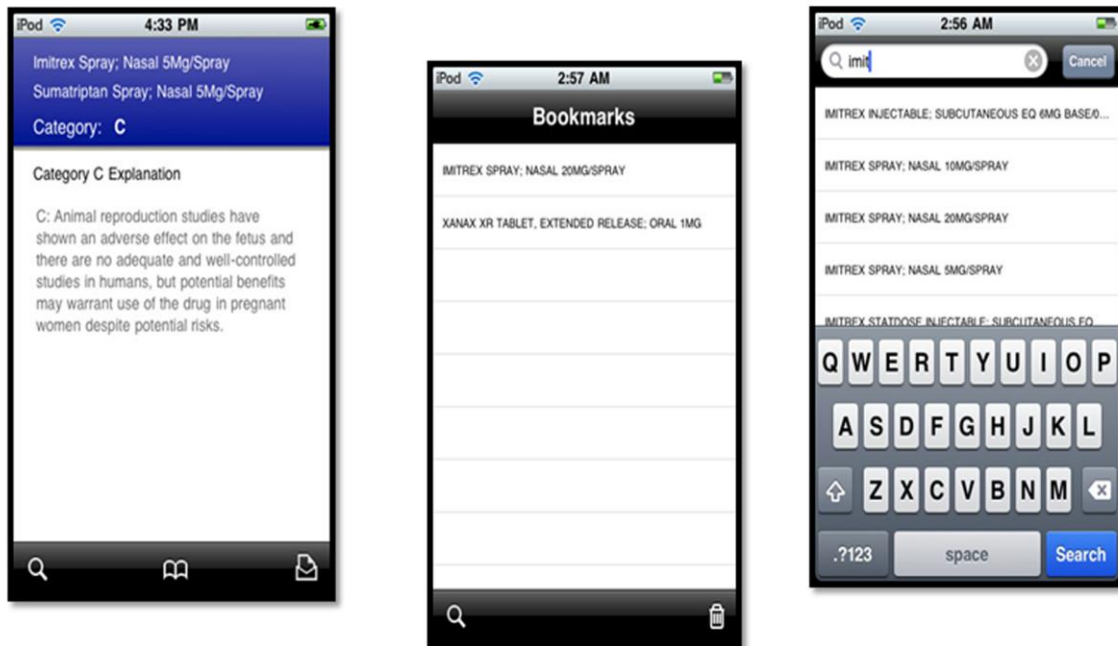 iPod 4:33 PM
Imitrex Spray; Nasal 5Mg/Spray
Sumatriptan Spray; Nasal 5Mg/Spray
Category: C
Category C Explanation
C: Animal reproduction studies have
shown an adverse effect on the fetus and
there are no adequate and well-controlled
studies in humans, but potential benefits
may warrant use of the drug in pregnant
women despite potential risks.
iPod 2:57 AM
Bookmarks
IMITREX SPRAY; NASAL 20MG/SPRAY
XANAX XR TABLET, EXTENDED RELEASE; ORAL 1MG
iPod 2:56 AM
imit Cancel
IMITREX INJECTABLE; SUBCUTANEOUS EQ 6MG BASE/0...
IMITREX SPRAY; NASAL 10MG/SPRAY
IMITREX SPRAY; NASAL 20MG/SPRAY
IMITREX SPRAY; NASAL 5MG/SPRAY
IMITREX STATDOSE INJECTABLE; SUBCUTANEOUS EQ
Q W E R T Y U I O P
A S D F G H J K L
Z X C V B N M
.?123 space Search